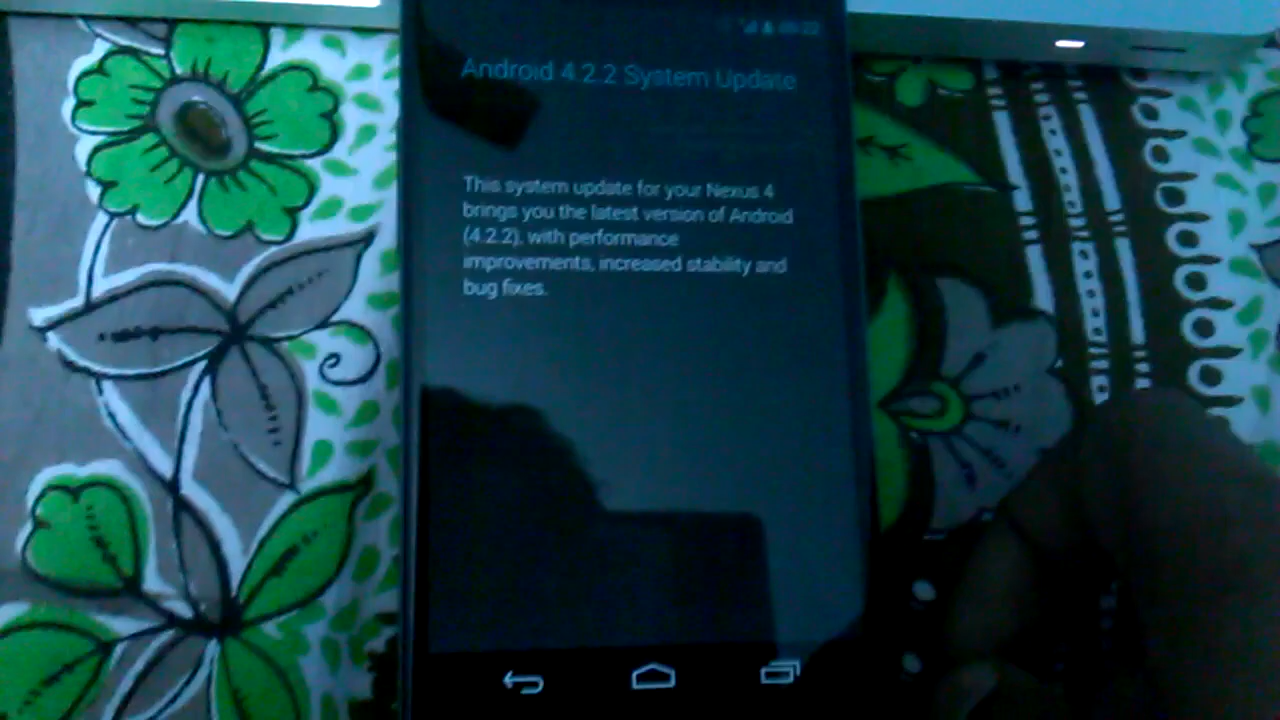 Android 4.2.2 System Update
This system update for your Nexus 4
brings you the latest version of Android
(4.2.2), with performance
improvements, increased stability and
bug fixes.